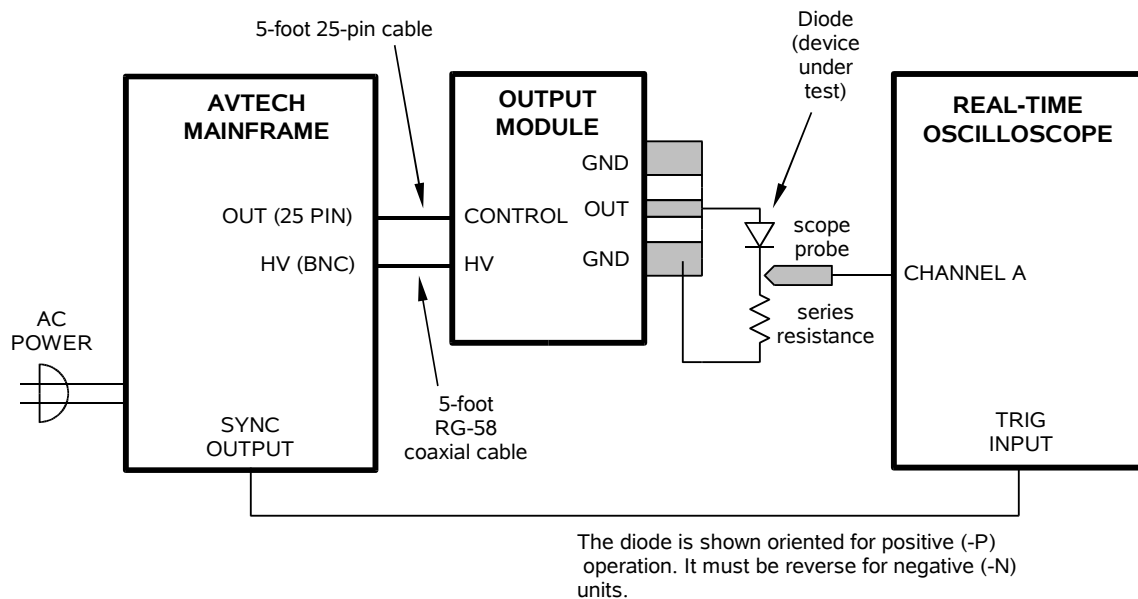 5-foot 25-pin cable
Diode
(device
under
test)
AVTECH
MAINFRAME
OUTPUT
MODULE
REAL-TIME
OSCILLOSCOPE
GND
OUT (25 PIN)
CONTROL
OUT
scope
probe
HV (BNC)
HV
GND
CHANNEL A
AC
POWER
series
resistance
5-foot
RG-58
coaxial cable
SYNC
OUTPUT
TRIG
INPUT
The diode is shown oriented for positive (-P)
operation. It must be reverse for negative (-N)
units.